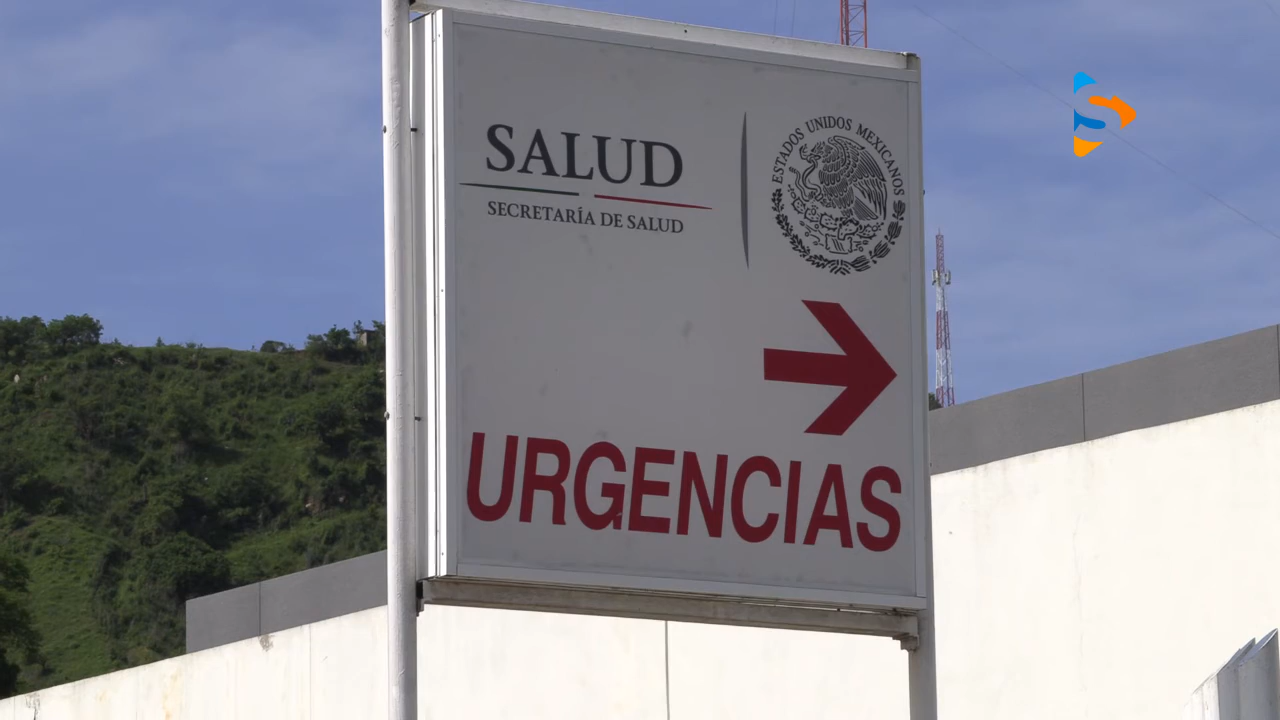 SALUD
SECRETARÍA DE SALUD
ESTADOS UNIDOS MEXICANOS
URGENCIAS
S